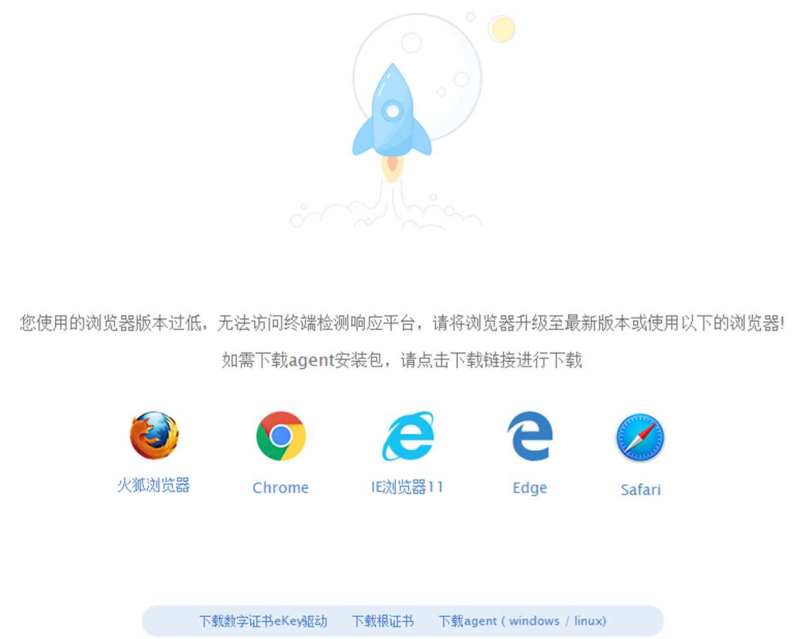 您使用的浏览器版本过低，无法访问终端检测响应平台，请将浏览器升级至最新版本或使用以下的浏览器!
如需下载agent安装包，请点击下载链接进行下载
火狐浏览器 Chrome IE浏览器11 Edge Safari
下载数字证书eKey驱动 下载根证书 下载agent ( windows / linux)